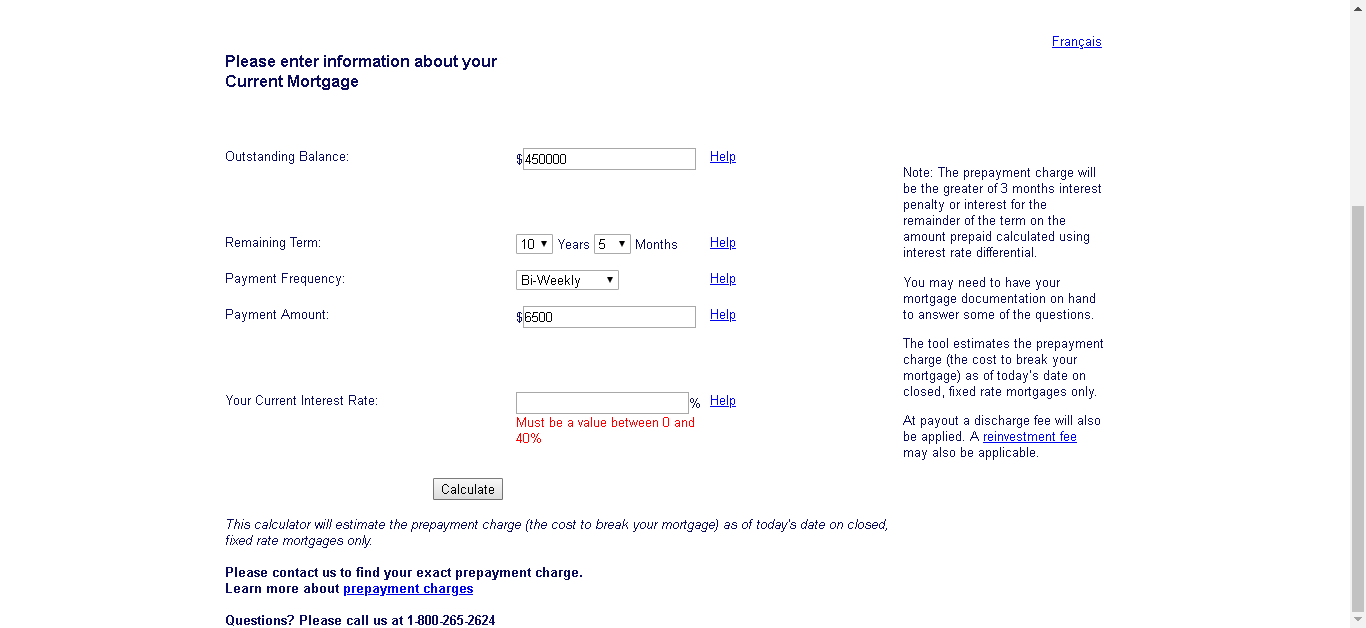 Français
Please enter information about your
Current Mortgage
Outstanding Balance:
$450000
Help
Remaining Term:
10 Years 5 Months
Help
Payment Frequency:
Bi-Weekly
Help
Payment Amount:
$6500
Help
Your Current Interest Rate:
%
Help
Must be a value between 0 and
40%
Calculate
Note: The prepayment charge will
be the greater of 3 months interest
penalty or interest for the
remainder of the term on the
amount prepaid calculated using
interest rate differential.
You may need to have your
mortgage documentation on hand
to answer some of the questions.
The tool estimates the prepayment
charge (the cost to break your
mortgage) as of today's date on
closed, fixed rate mortgages only.
At payout a discharge fee will also
be applied. A reinvestment fee
may also be applicable.
This calculator will estimate the prepayment charge (the cost to break your mortgage) as of today's date on closed,
fixed rate mortgages only.
Please contact us to find your exact prepayment charge.
Learn more about prepayment charges
Questions? Please call us at 1-800-265-2624